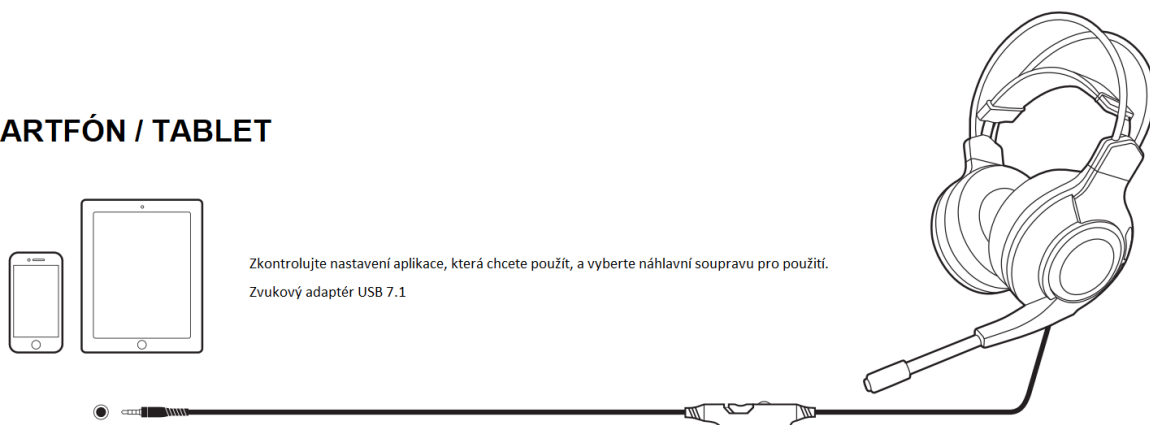 ARTFÓN / TABLET
Zkontrolujte nastavení aplikace, která chcete použít, a vyberte náhlavní soupravu pro použití.
Zvukový adaptér USB 7.1